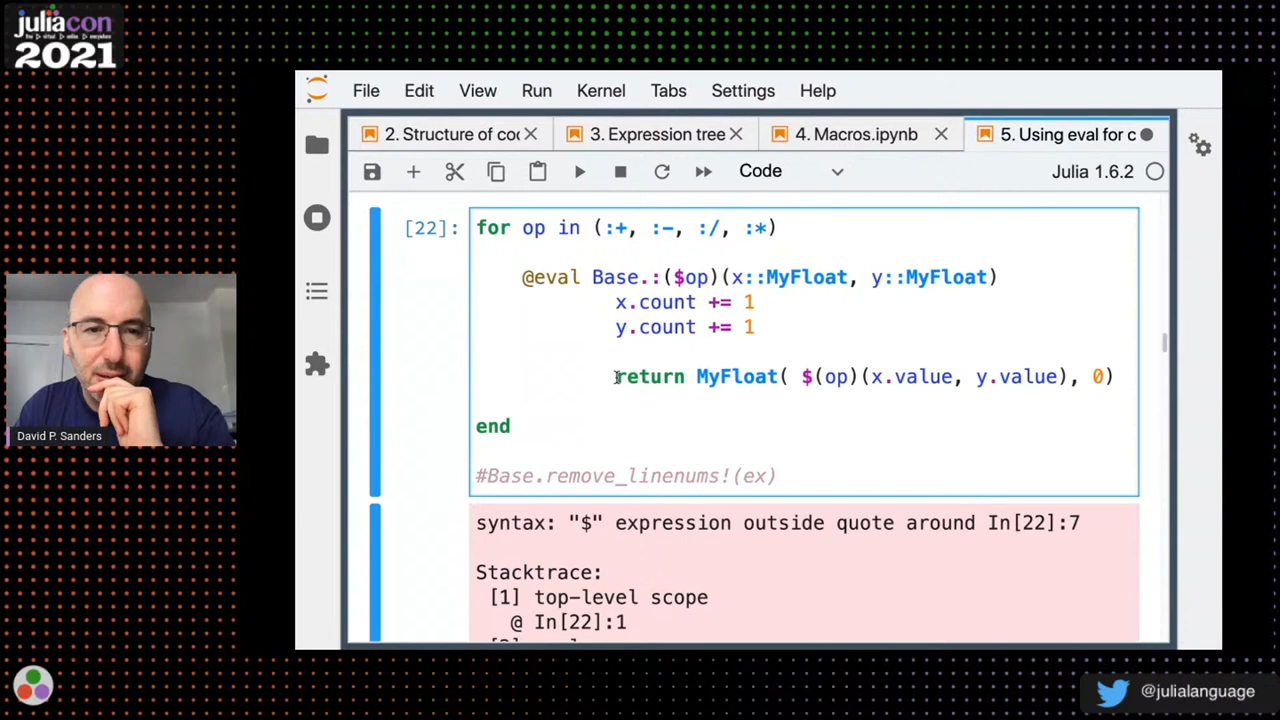 juliacon
2021
File Edit View Run Kernel Tabs Settings Help
2. Structure of coc
3. Expression tree
4. Macros.ipynb
5. Using eval for c
Code
Julia 1.6.2
[22]:
for op in (:+, :-, :/, :*)
@eval Base.:($op)(x::MyFloat, y::MyFloat)
x.count += 1
y.count += 1
return MyFloat( $(op)(x.value, y.value), 0)
end
#Base.remove_linenums!(ex)
syntax: "$" expression outside quote around In[22]:7
Stacktrace:
[1] top-level scope
@ In[22]:1
David P. Sanders
@julialanguage